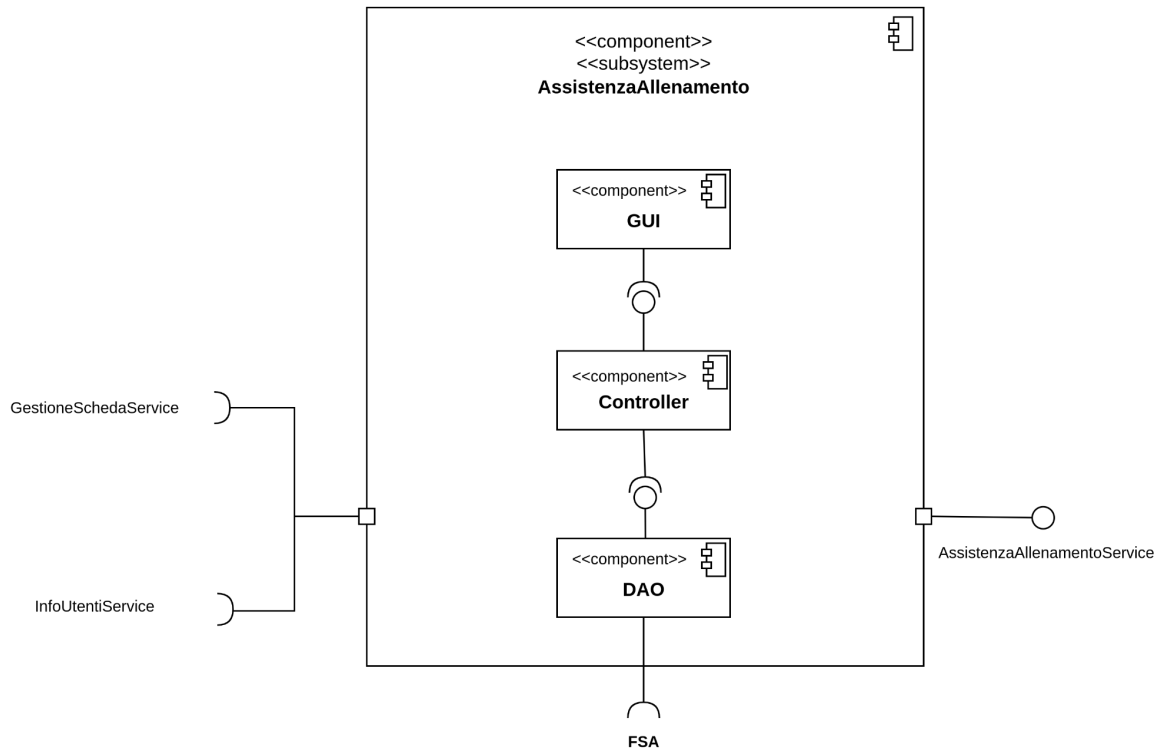 <<component>>
<<subsystem>>
AssistenzaAllenamento
<<component>>
GUI
<<component>>
Controller
GestioneSchedaService
AssistenzaAllenamentoService
<<component>>
DAO
InfoUtentiService
FSA